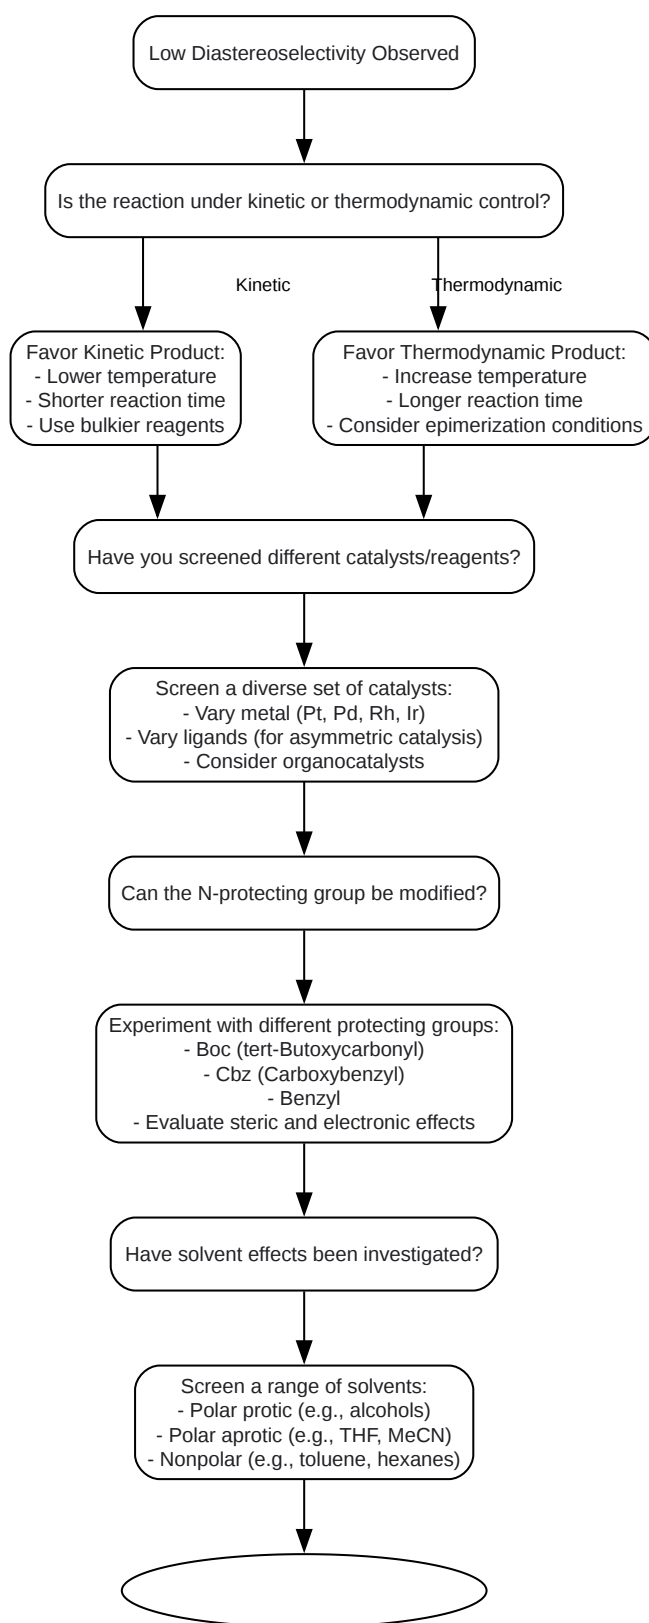 Low Diastereoselectivity Observed
Is the reaction under kinetic or thermodynamic control?
Kinetic
Thermodynamic
Favor Kinetic Product:
- Lower temperature
- Shorter reaction time
- Use bulkier reagents
Favor Thermodynamic Product:
- Increase temperature
- Longer reaction time
- Consider epimerization conditions
Have you screened different catalysts/reagents?
Screen a diverse set of catalysts:
- Vary metal (Pt, Pd, Rh, Ir)
- Vary ligands (for asymmetric catalysis)
- Consider organocatalysts
Can the N-protecting group be modified?
Experiment with different protecting groups:
- Boc (tert-Butoxycarbonyl)
- Cbz (Carboxybenzyl)
- Benzyl
- Evaluate steric and electronic effects
Have solvent effects been investigated?
Screen a range of solvents:
- Polar protic (e.g., alcohols)
- Polar aprotic (e.g., THF, MeCN)
- Nonpolar (e.g., toluene, hexanes)